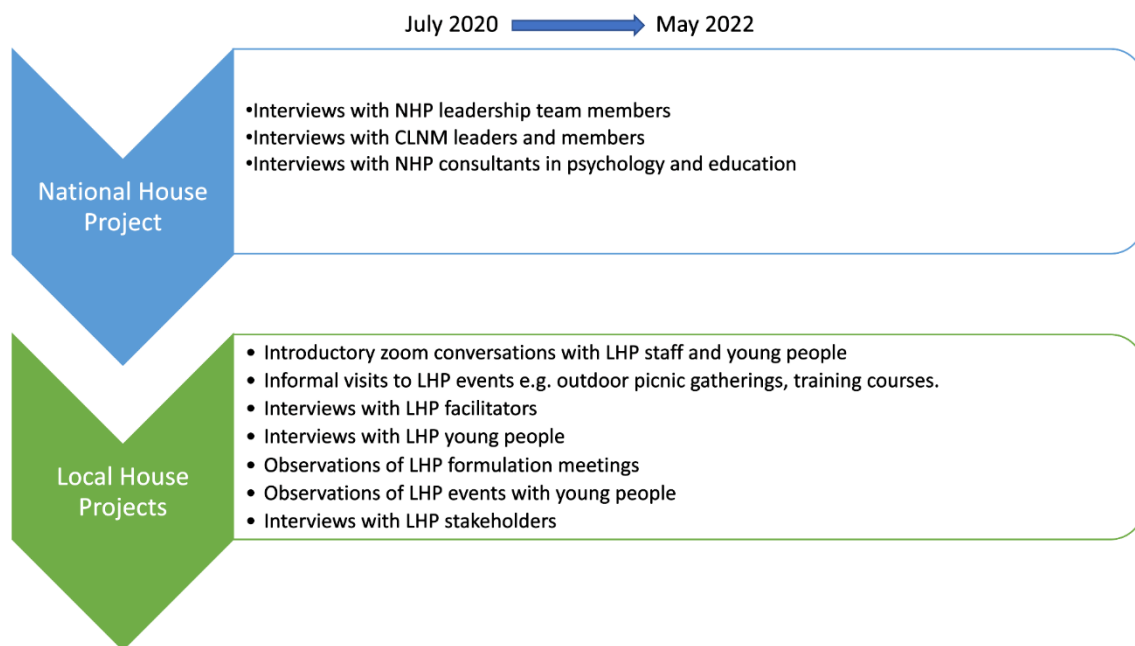 July 2020 May 2022
National House
Project
•Interviews with NHP leadership team members
•Interviews with CLNM leaders and members
•Interviews with NHP consultants in psychology and education
Local House
Projects
• Introductory zoom conversations with LHP staff and young people
• Informal visits to LHP events e.g. outdoor picnic gatherings, training courses.
• Interviews with LHP facilitators
• Interviews with LHP young people
• Observations of LHP formulation meetings
• Observations of LHP events with young people
• Interviews with LHP stakeholders